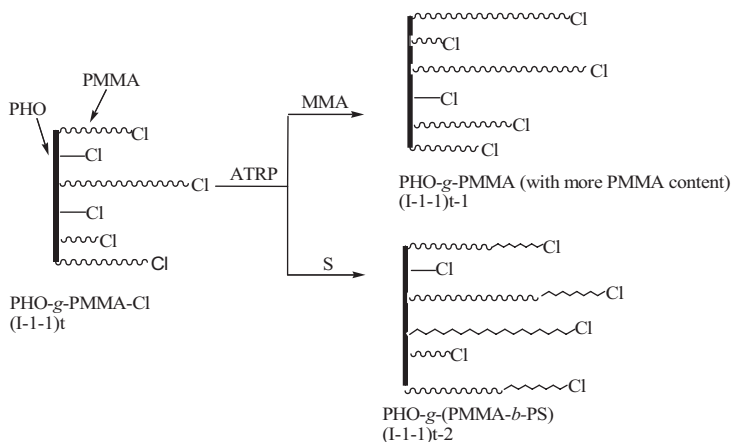 PMMA
PHO
Cl
Cl
Cl
Cl
Cl
Cl
PHO-g-PMMA-Cl
(I-1-1)t
ATRP
MMA
S
Cl
Cl
Cl
Cl
Cl
Cl
PHO-g-PMMA (with more PMMA content)
(I-1-1)t-1
Cl
Cl
Cl
Cl
Cl
Cl
PHO-g-(PMMA-b-PS)
(I-1-1)t-2